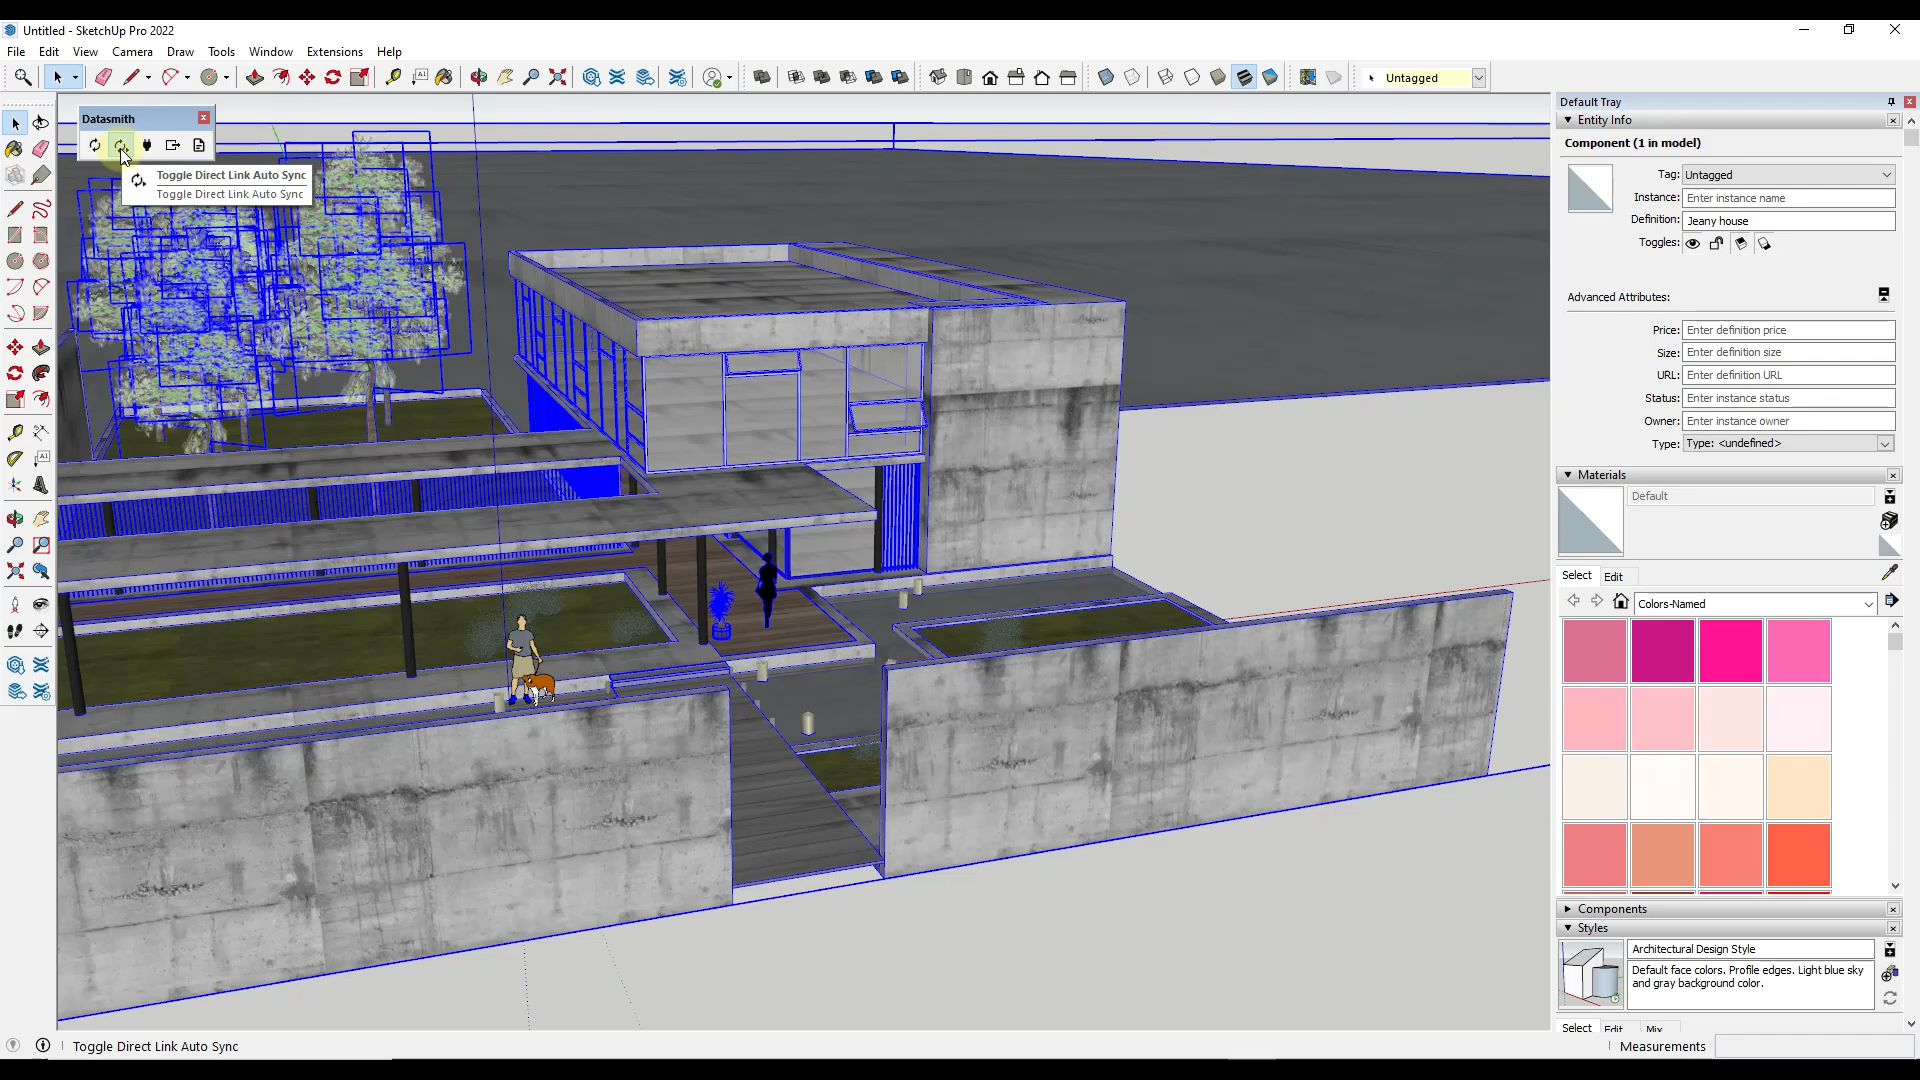 Untitled - SketchUp Pro 2022
File Edit View Camera Draw Tools Window Extensions Help
Untagged
Datasmith
Toggle Direct Link Auto Sync
Toggle Direct Link Auto Sync
Default Tray
Entity Info
Component (1 in model)
Tag: Untagged
Instance: Enter instance name
Definition: Jeany house
Toggles:
Advanced Attributes:
Price: Enter definition price
Size: Enter definition size
URL: Enter definition URL
Status: Enter instance status
Owner: Enter instance owner
Type: Type: <undefined>
Materials
Default
Select Edit
Colors-Named
Components
Styles
Architectural Design Style
Default face colors. Profile edges. Light blue sky
and gray background color.
Select Edit Mix
Toggle Direct Link Auto Sync
Measurements